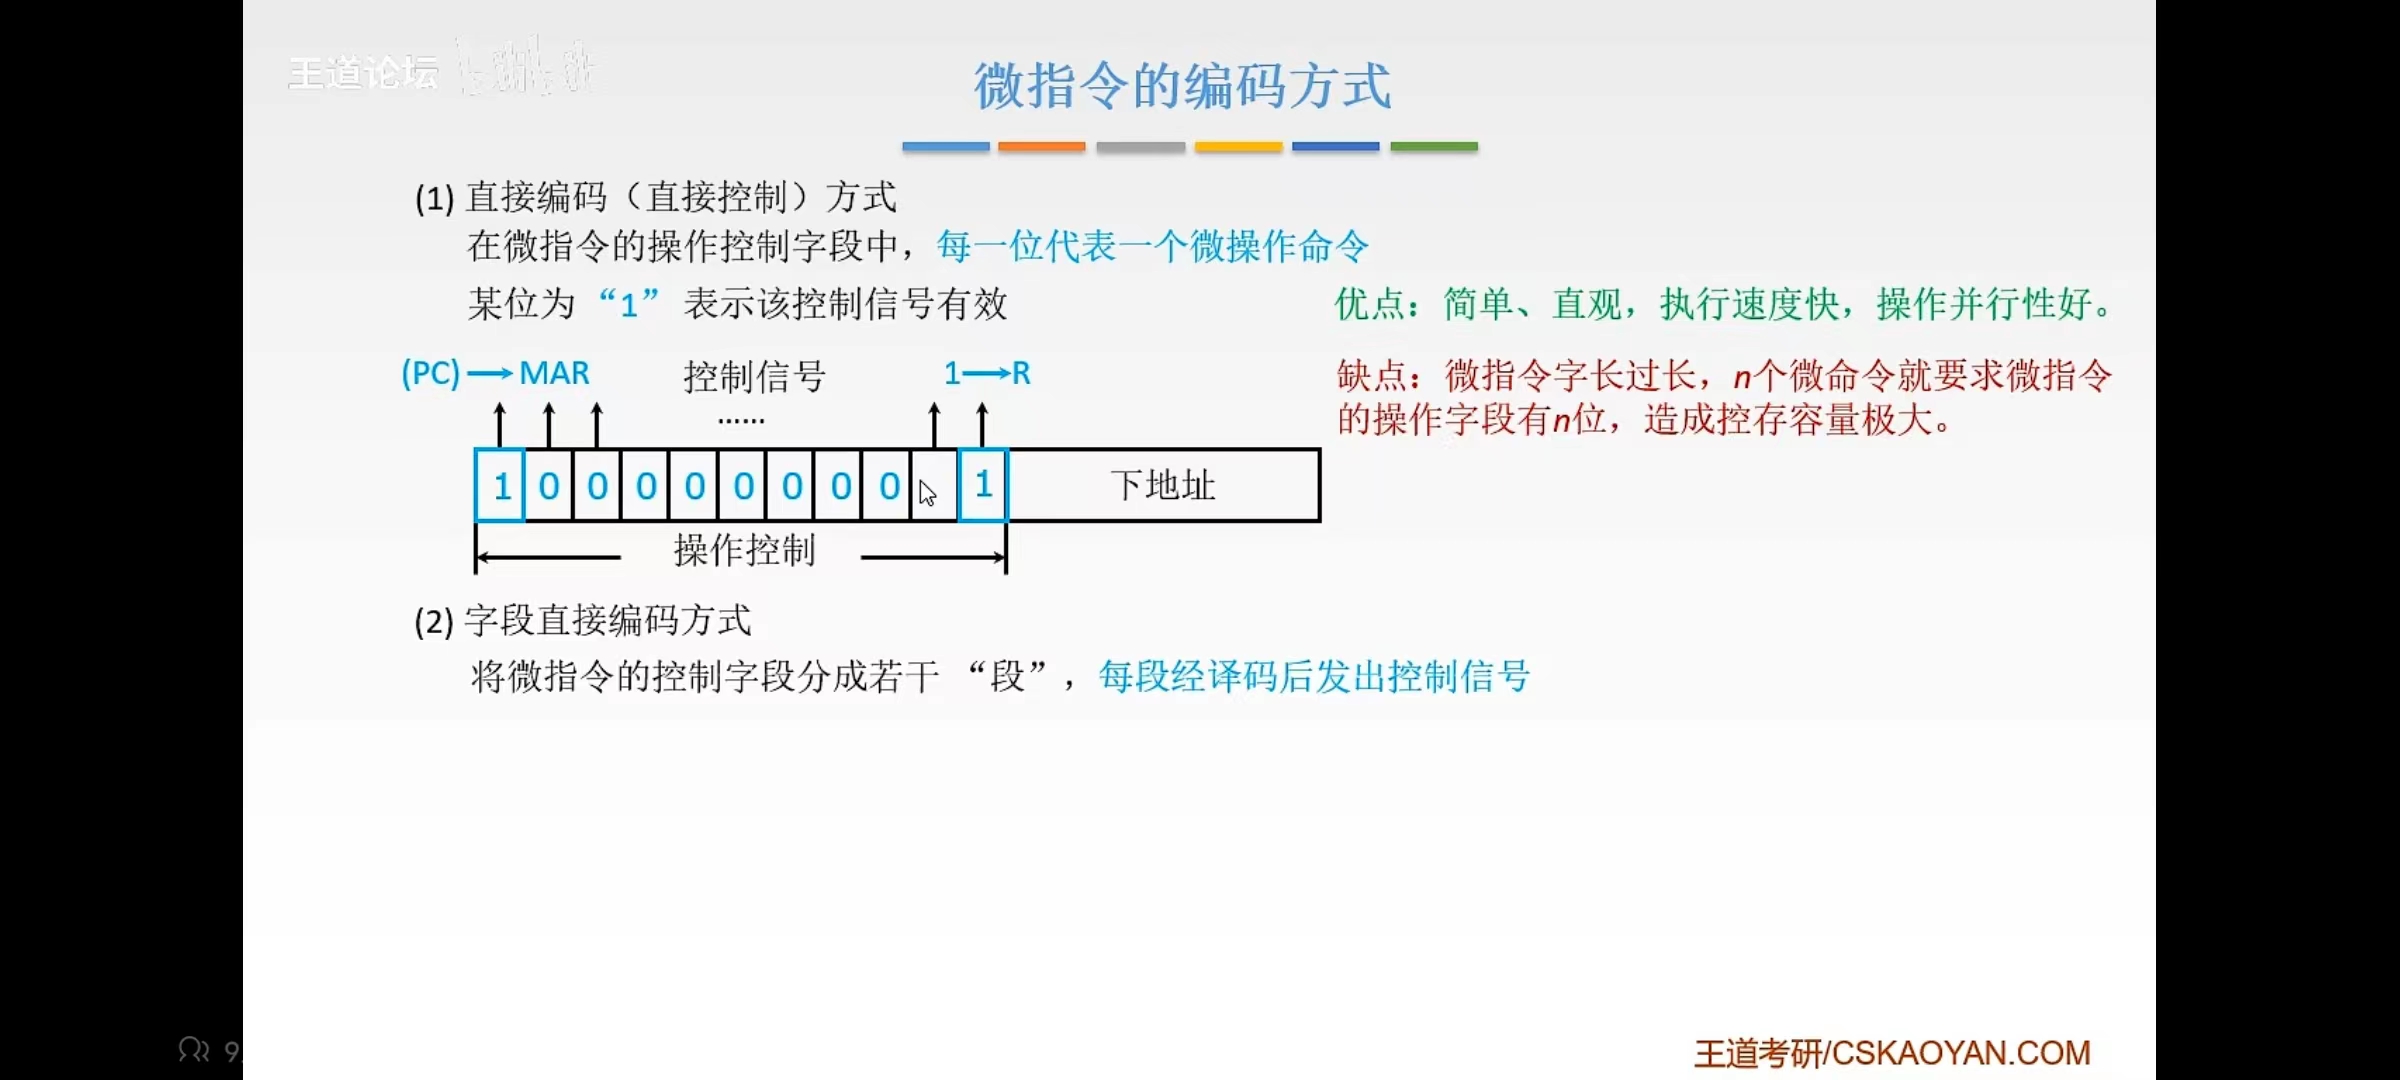 王道论坛
微指令的编码方式
(1) 直接编码（直接控制）方式
在微指令的操作控制字段中，每一位代表一个微操作命令
某位为 “1” 表示该控制信号有效
优点：简单、直观，执行速度快，操作并行性好。
缺点：微指令字长过长，n个微命令就要求微指令
的操作字段有n位，造成控存容量极大。
(PC)→MAR 控制信号 1→R
......
1 0 0 0 0 0 0 0 0 1 下地址
操作控制
(2) 字段直接编码方式
将微指令的控制字段分成若干 “段”，每段经译码后发出控制信号
王道考研/CSKAOYAN.COM